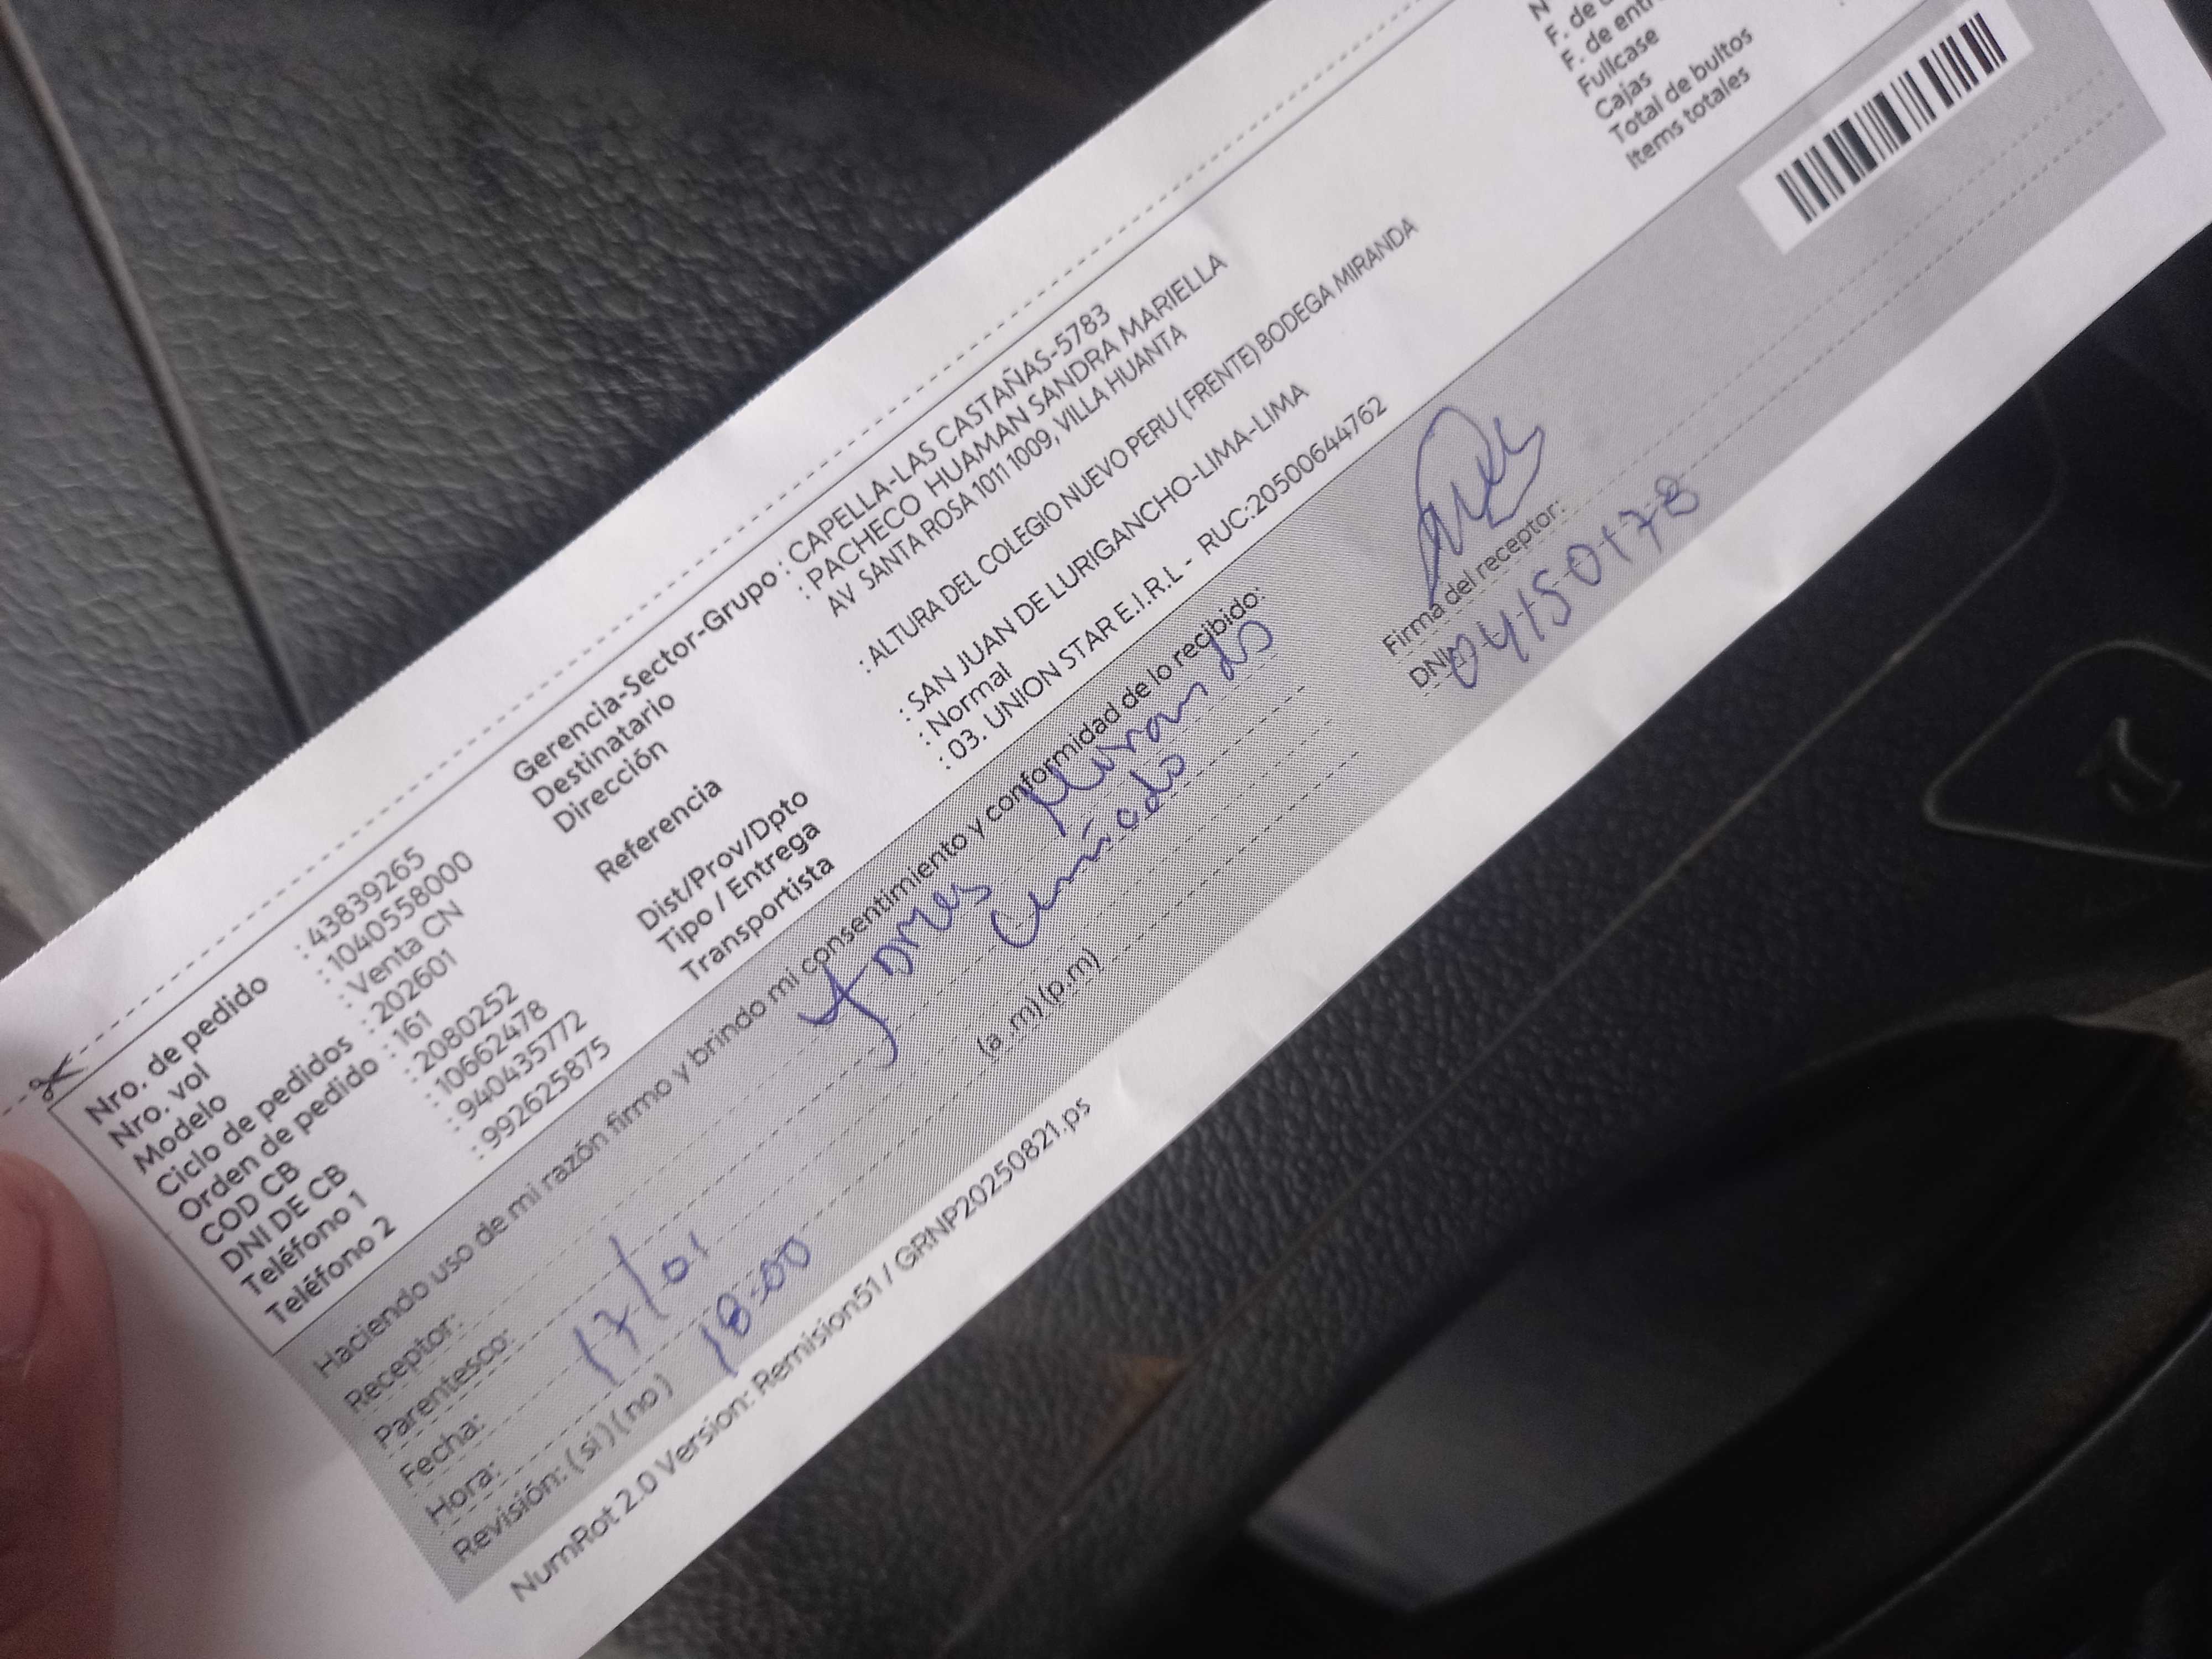 Nro. de pedido : 43839265
Nro. vol : 1040558000
Modelo : Venta CN
Ciclo de pedidos : 202601
Orden de pedido : 161
COD CB : 2080252
DNI DE CB : 10662478
Teléfono 1 : 940435772
Teléfono 2 : 992625875
Gerencia-Sector-Grupo : CAPELLA-LAS CASTAÑAS-5783
Destinatario : PACHECO HUAMAN SANDRA MARIELLA
Dirección AV SANTA ROSA 1011 1009, VILLA HUANTA
Referencia : ALTURA DEL COLEGIO NUEVO PERU ( FRENTE) BODEGA MIRANDA
Dist/Prov/Dpto : SAN JUAN DE LURIGANCHO-LIMA-LIMA
Tipo / Entrega : Normal
Transportista : 03. UNION STAR E.I.R.L - RUC:20500644762
N
F. de
F. de entr
Fullcase
Cajas
Total de bultos
Items totales
Haciendo uso de mi razón firmo y brindo mi consentimiento y conformidad de lo recibido:
Receptor: Miranda
Parentesco: Cuñado
Fecha: 17/01
Hora: 18:00 (a .m) (p.m)
Revisión: ( si ) ( no )
Firma del receptor:
DNI: 04150178
NumRot 2.0 Version: Remision51 / GRNP20250821.ps